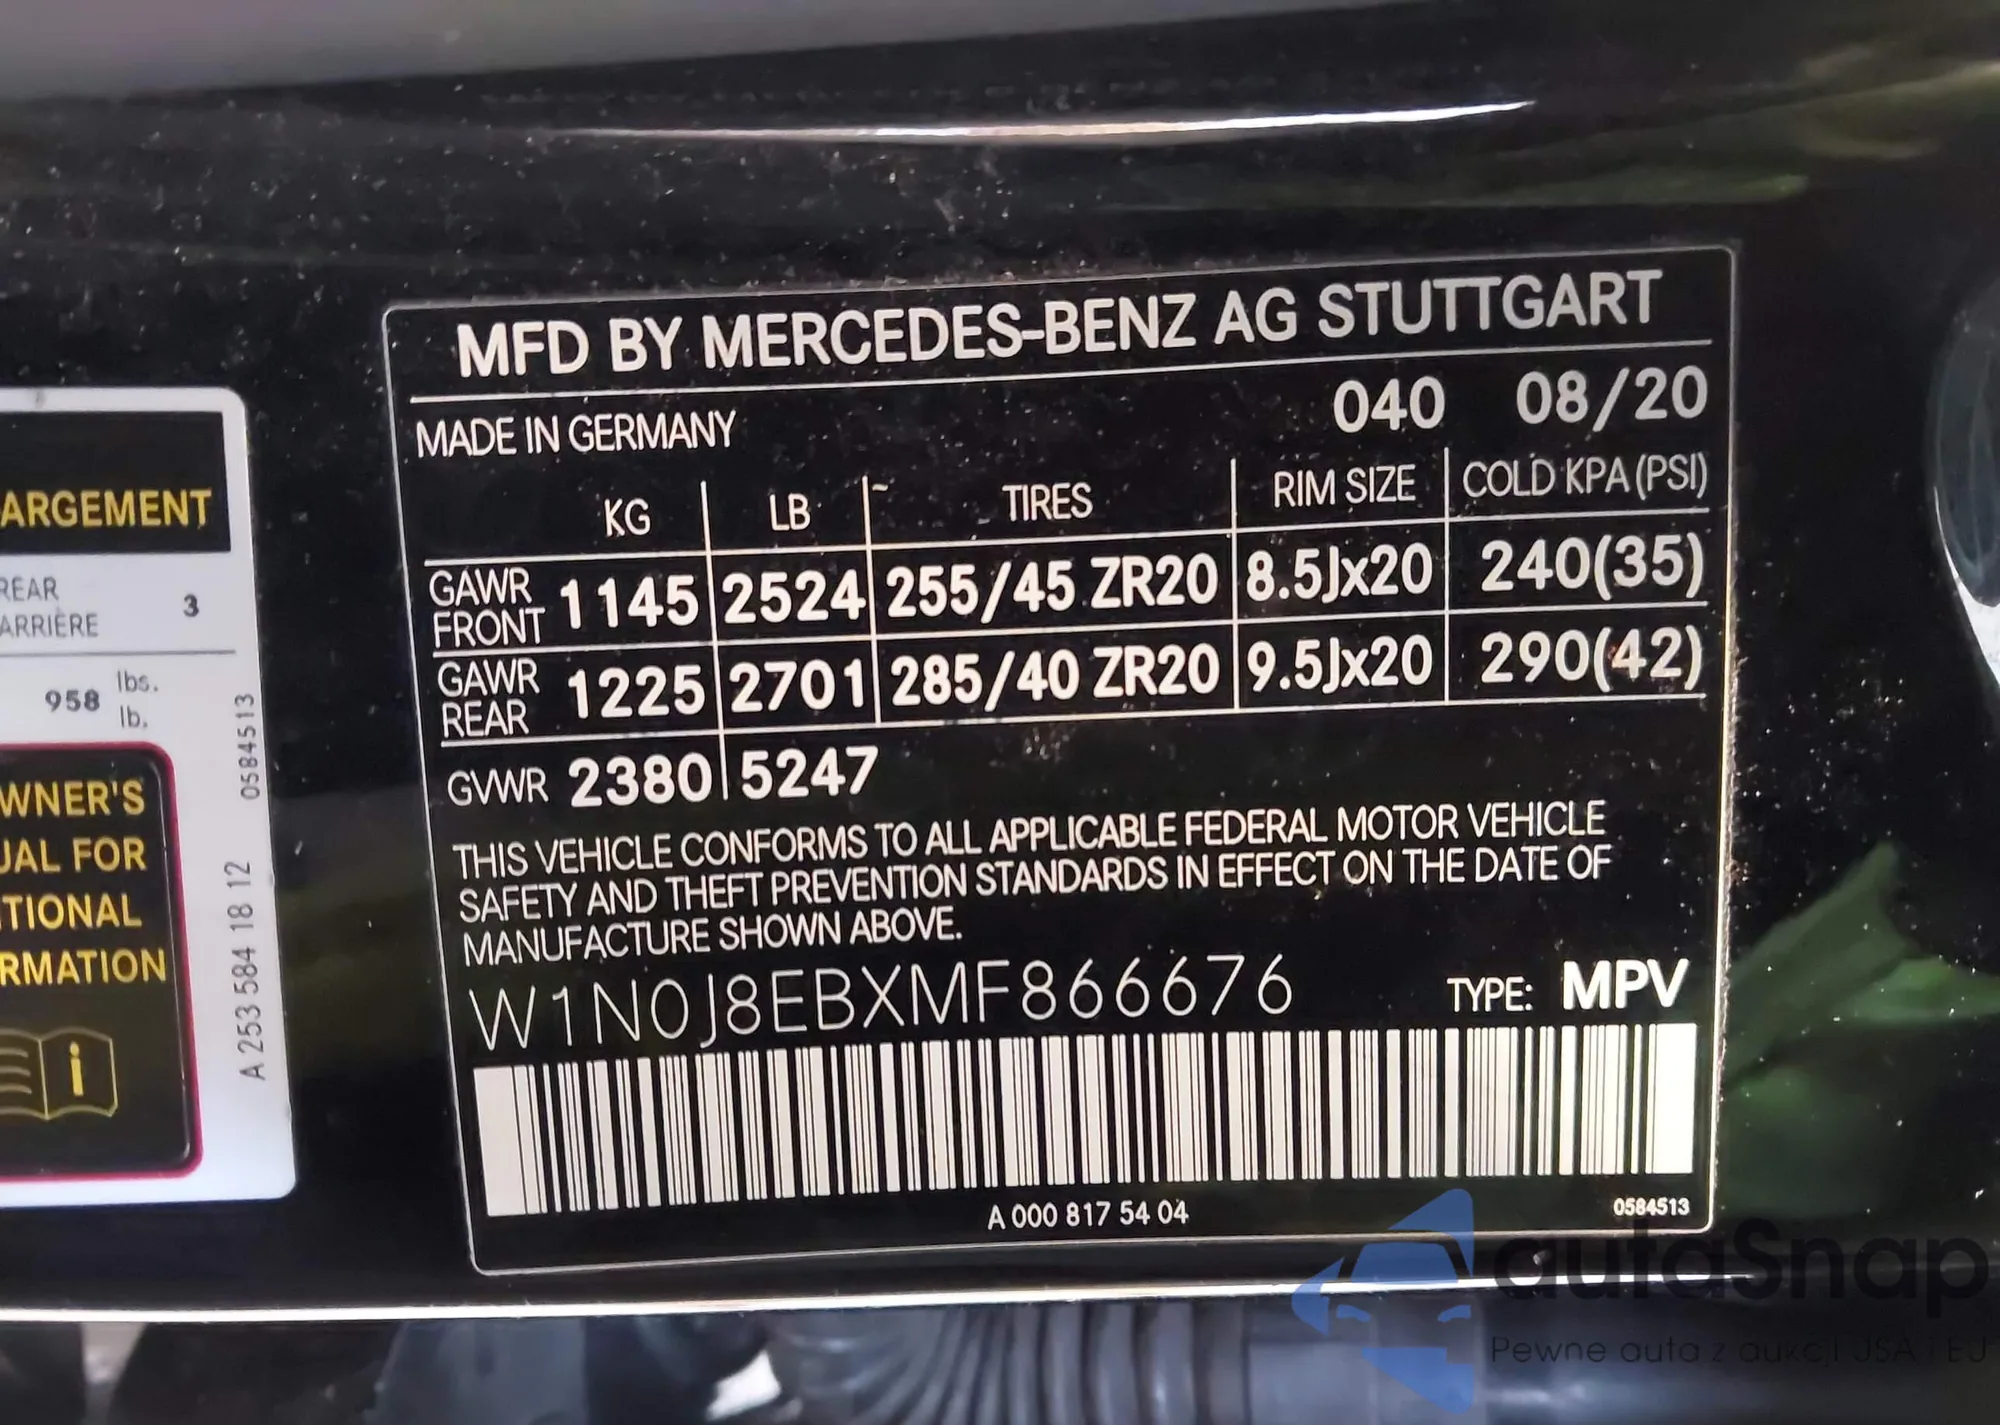 ARGEMENT
REAR
ARRIÈRE
3
958 lbs.
lb.
WNER'S
UAL FOR
TIONAL
RMATION
i
A 253 584 18 12 0584513
MFD BY MERCEDES-BENZ AG STUTTGART
MADE IN GERMANY 040 08/20
KG LB TIRES RIM SIZE COLD KPA (PSI)
GAWR FRONT 1145 2524 255/45 ZR20 8.5Jx20 240(35)
GAWR REAR 1225 2701 285/40 ZR20 9.5Jx20 290(42)
GVWR 2380 5247
THIS VEHICLE CONFORMS TO ALL APPLICABLE FEDERAL MOTOR VEHICLE
SAFETY AND THEFT PREVENTION STANDARDS IN EFFECT ON THE DATE OF
MANUFACTURE SHOWN ABOVE.
W1N0J8EBXMF866676 TYPE: MPV
A 000 817 54 04 0584513
autaSnap
Pewne auta z aukcji USA i EU